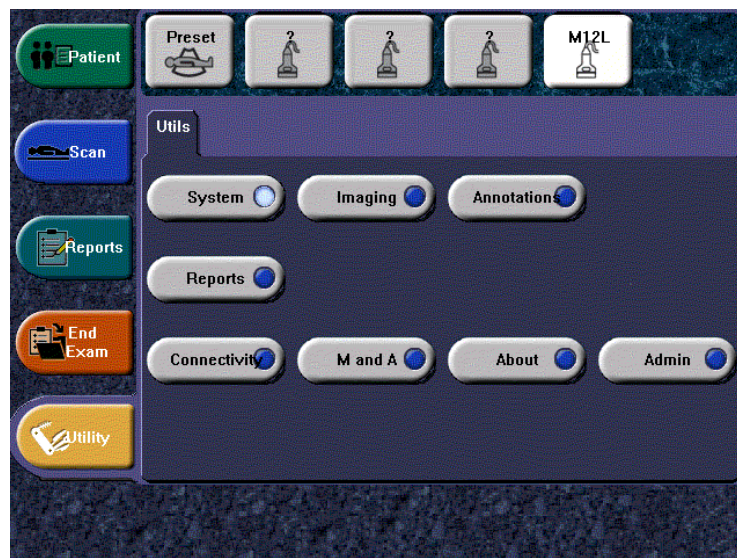 Preset
?
?
?
M12L
Patient
Utils
Scan
System
Imaging
Annotations
Reports
Reports
End
Exam
Connectivity
M and A
About
Admin
Utility